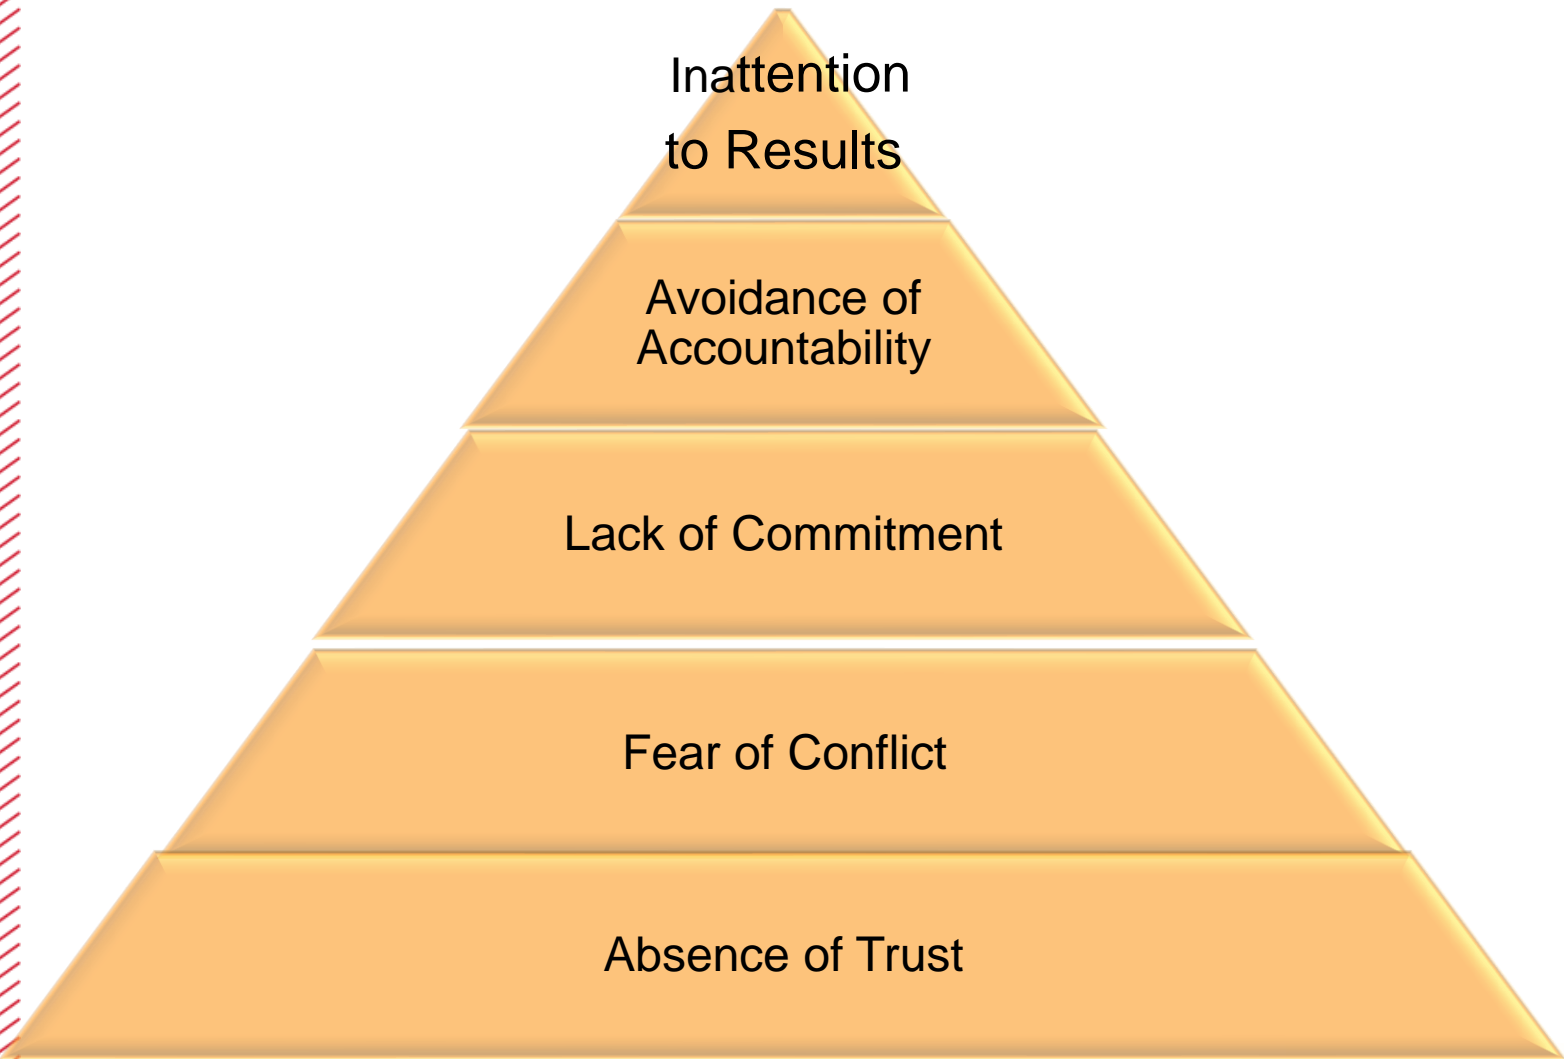 Inattention
to Results
Avoidance of
Accountability
Lack of Commitment
Fear of Conflict
Absence of Trust